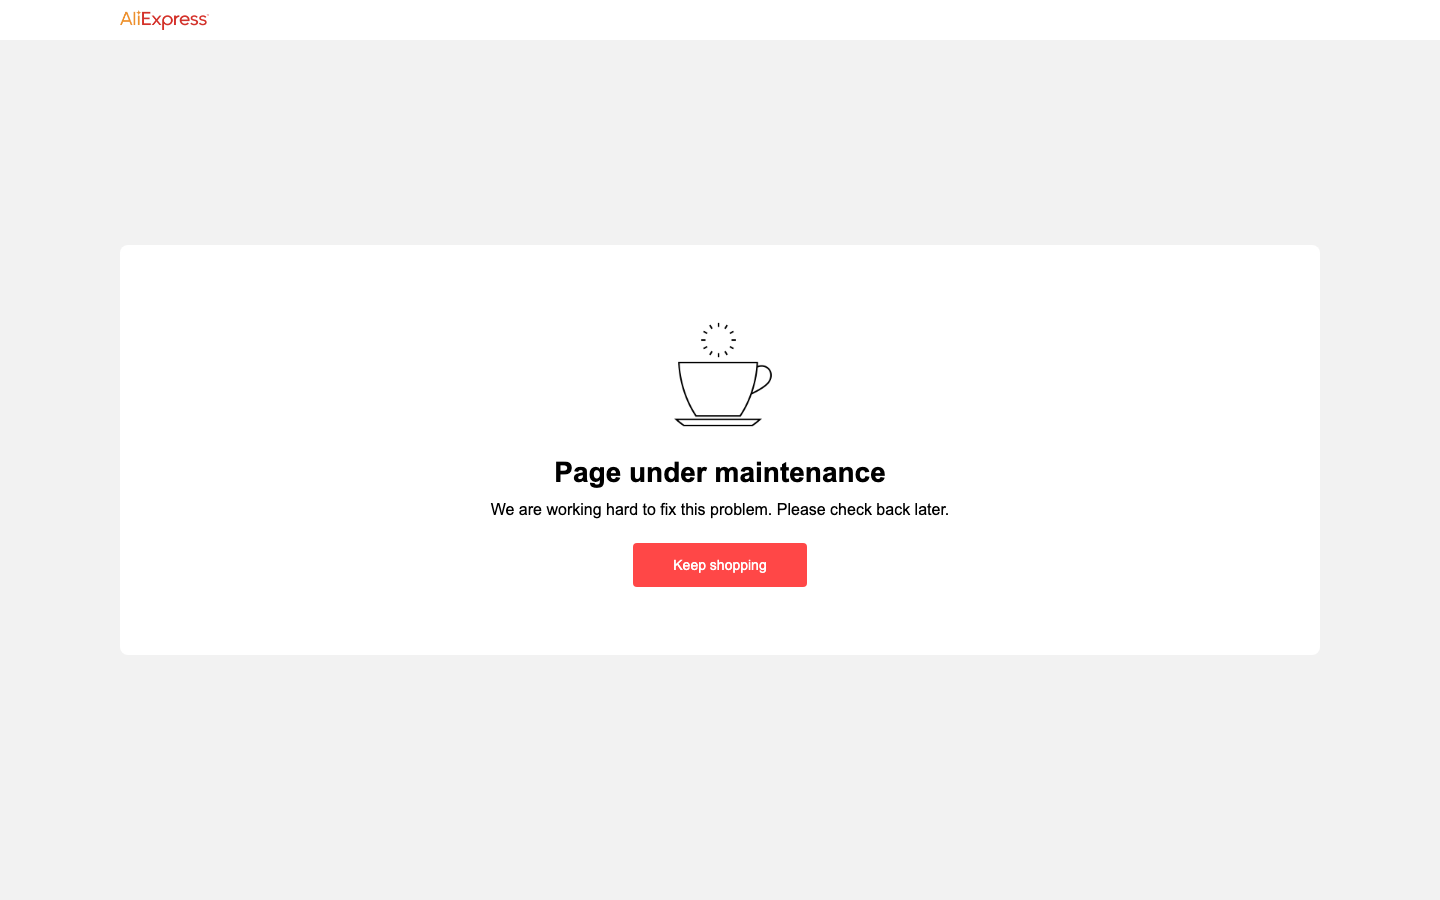 AliExpress
Page under maintenance
We are working hard to fix this problem. Please check back later.
Keep shopping